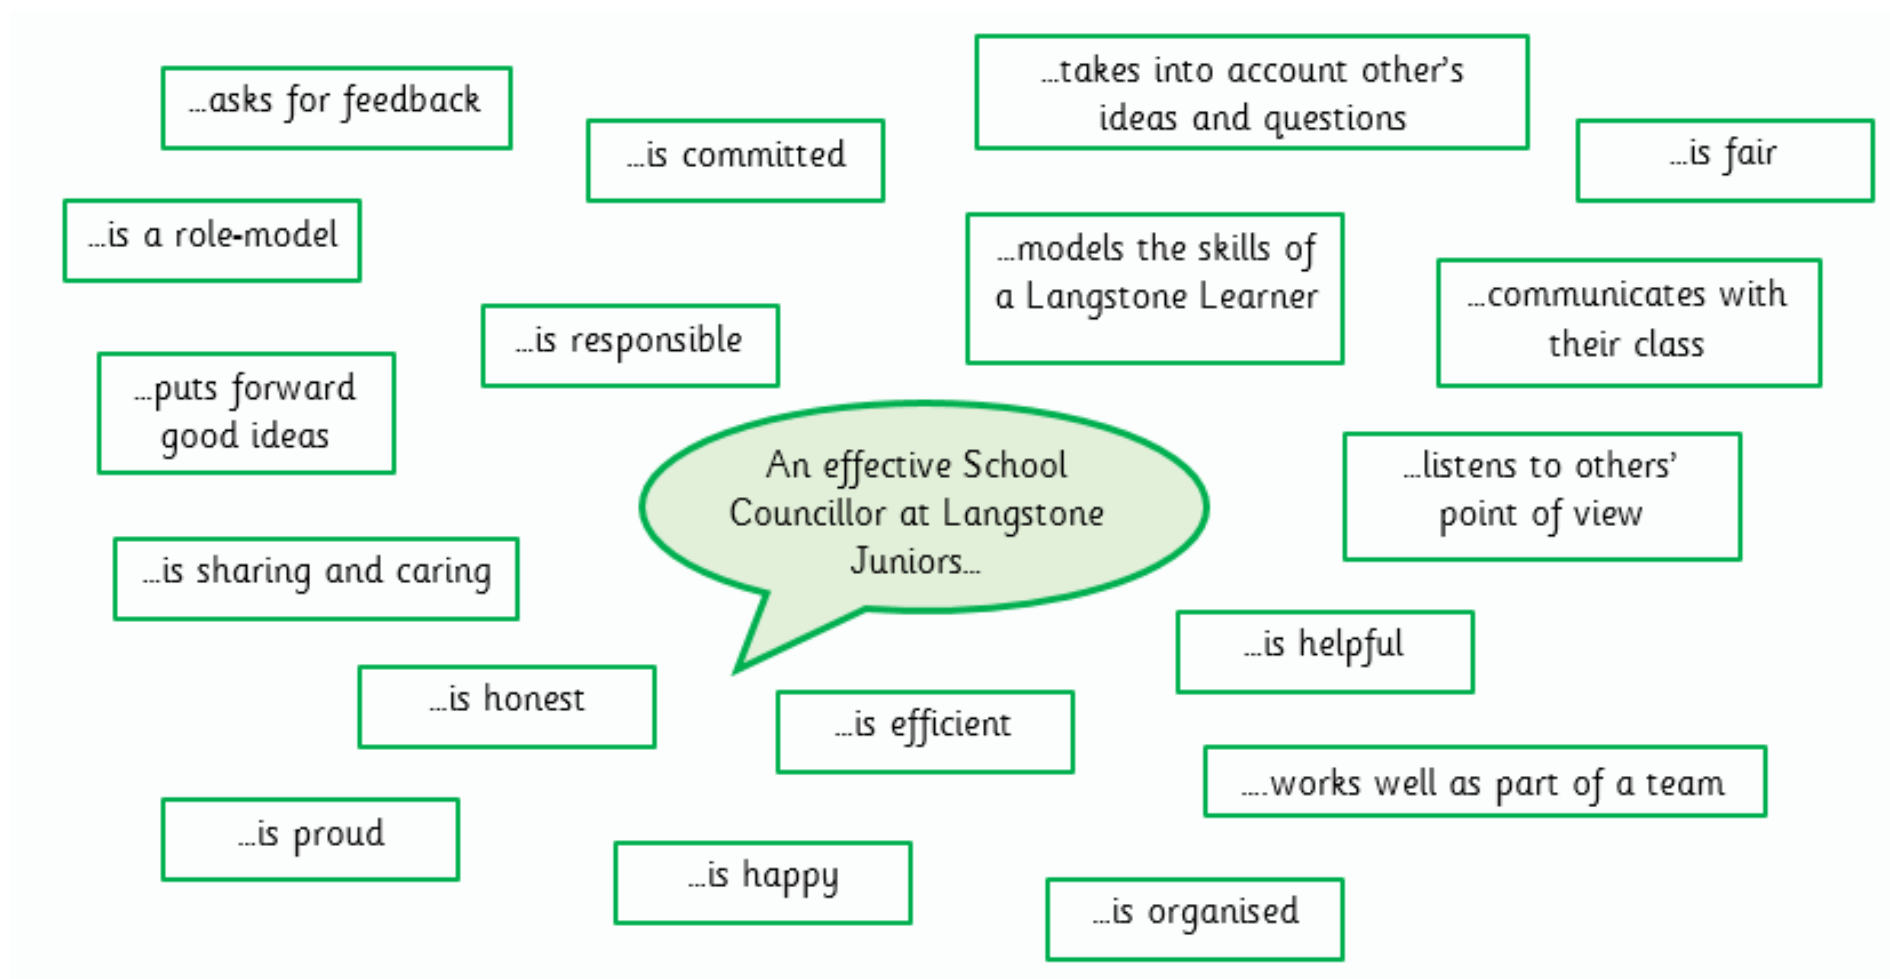 ...asks for feedback
...takes into account other's
ideas and questions
...is committed
...is fair
...is a role-model
...models the skills of
a Langstone Learner
...communicates with
their class
...is responsible
...puts forward
good ideas
An effective School
Councillor at Langstone
Juniors...
...listens to others'
point of view
...is sharing and caring
...is helpful
...is honest
...is efficient
....works well as part of a team
...is proud
...is happy
...is organised